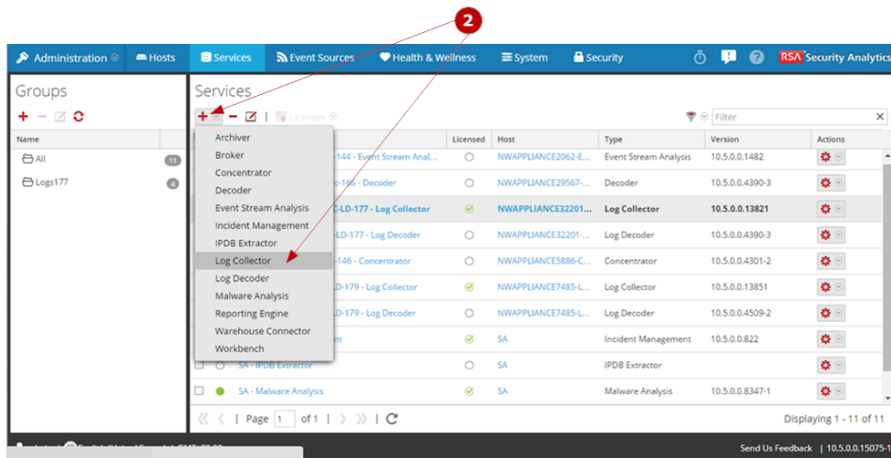 2
Administration Hosts Services Event Sources Health & Wellness System Security RSA Security Analytics
Groups
Services
Licenses
Filter
Name
Licensed Host Type Version Actions
All 11
Logs177 4
Archiver
Broker
Concentrator
Decoder
Event Stream Analysis
Incident Management
IPDB Extractor
Log Collector
Log Decoder
Malware Analysis
Reporting Engine
Warehouse Connector
Workbench
-144 - Event Stream Anal... NWAPPLIANCE2062-E... Event Stream Analysis 10.5.0.0.1482
-166 - Decoder NWAPPLIANCE29567-... Decoder 10.5.0.0.4390-3
-LD-177 - Log Collector NWAPPLIANCE32201... Log Collector 10.5.0.0.13821
-LD-177 - Log Decoder NWAPPLIANCE32201-... Log Decoder 10.5.0.0.4390-3
-146 - Concentrator NWAPPLIANCE5886-C... Concentrator 10.5.0.0.4301-2
D-179 - Log Collector NWAPPLIANCE7485-L... Log Collector 10.5.0.0.13851
D-179 - Log Decoder NWAPPLIANCE7485-L... Log Decoder 10.5.0.0.4509-2
nt SA Incident Management 10.5.0.0.822
SA - IPDB Extractor SA IPDB Extractor
SA - Malware Analysis SA Malware Analysis 10.5.0.0.8347-1
Page 1 of 1 Displaying 1 - 11 of 11
Send Us Feedback | 10.5.0.0.15075-1